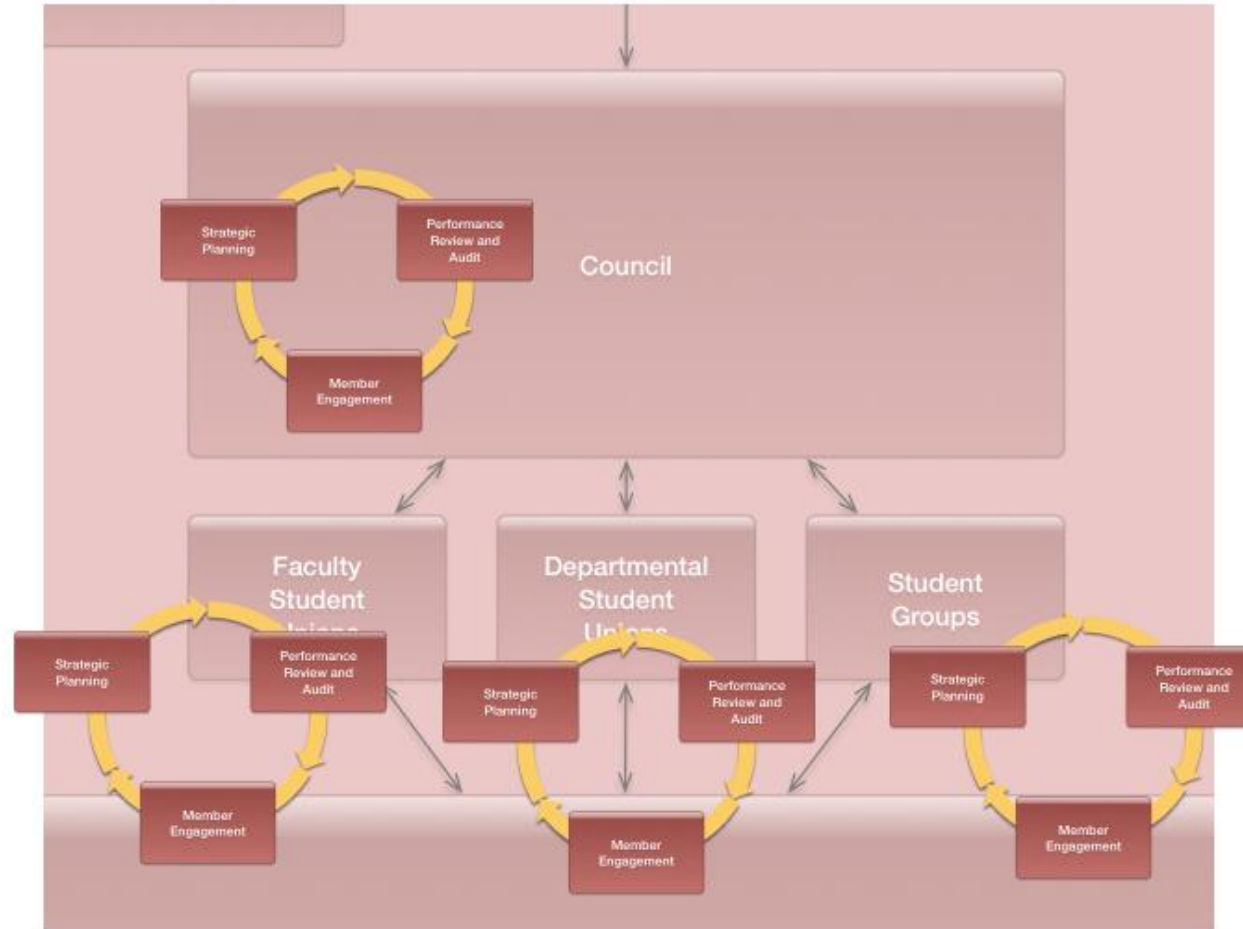 Strategic
Planning
Performance
Review and
Audit
Council
Member
Engagement
Faculty
Student
Unions
Departmental
Student
Unions
Student
Groups
Strategic
Planning
Performance
Review and
Audit
Member
Engagement
Strategic
Planning
Performance
Review and
Audit
Member
Engagement
Strategic
Planning
Performance
Review and
Audit
Member
Engagement